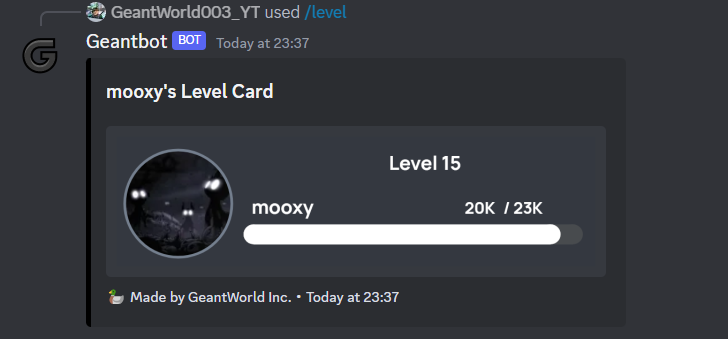 GeantWorld003_YT used /level
Geantbot BOT Today at 23:37
mooxy's Level Card
Level 15
mooxy 20K / 23K
Made by GeantWorld Inc. • Today at 23:37